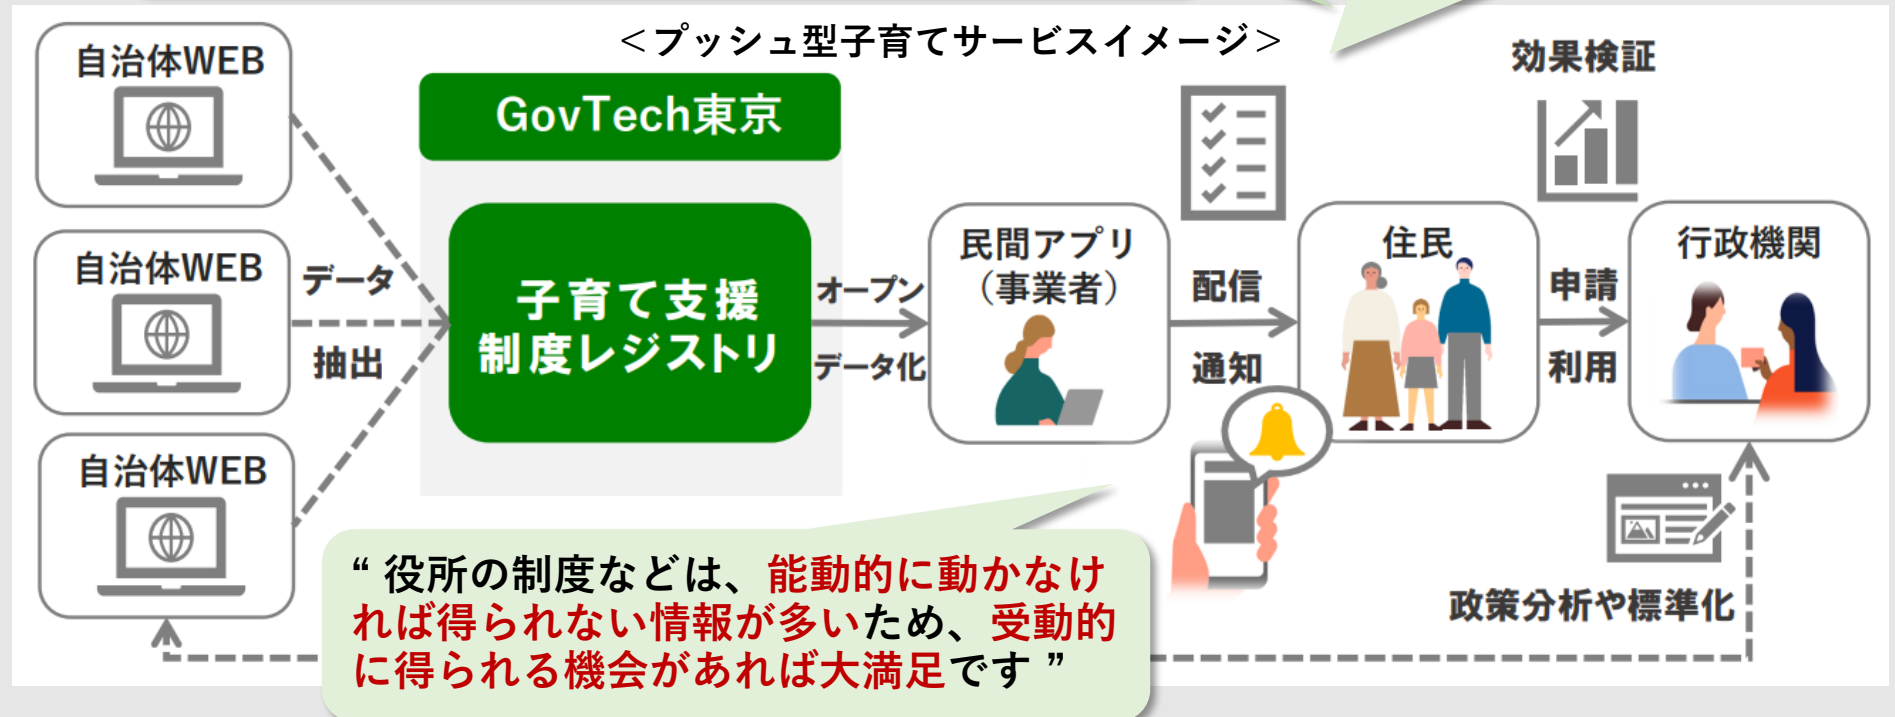 ＜プッシュ型子育てサービスイメージ＞
自治体WEB
自治体WEB
自治体WEB
データ
抽出
GovTech東京
子育て支援
制度レジストリ
オープン
データ化
民間アプリ
（事業者）
配信
通知
住民
効果検証
申請
利用
行政機関
政策分析や標準化
“ 役所の制度などは、能動的に動かなけ
れば得られない情報が多いため、受動的
に得られる機会があれば大満足です ”